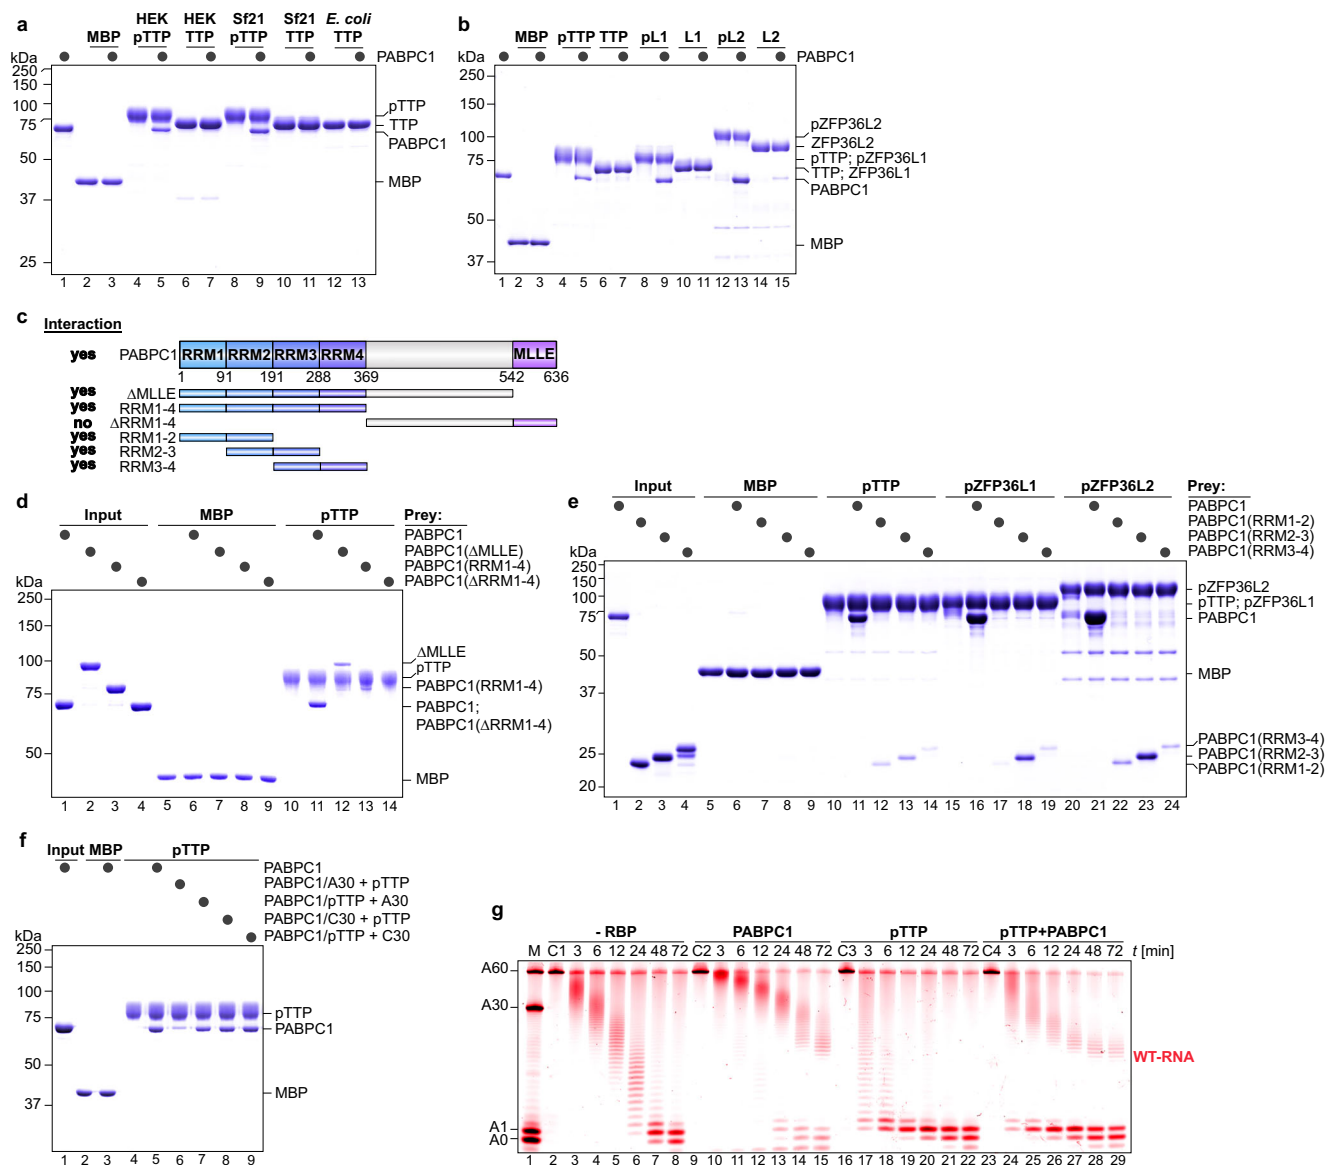 a
HEK HEK Sf21 Sf21 E. coli
MBP pTTP TTP pTTP TTP TTP
kDa PABPC1
250
150
100
75
50
37
25
pTTP
TTP
PABPC1
MBP
1 2 3 4 5 6 7 8 9 10 11 12 13
b
MBP pTTP TTP pL1 L1 pL2 L2
kDa PABPC1
250
150
100
75
50
37
pZFP36L2
ZFP36L2
pTTP; pZFP36L1
TTP; ZFP36L1
PABPC1
MBP
1 2 3 4 5 6 7 8 9 10 11 12 13 14 15
c
Interaction
yes PABPC1 RRM1 RRM2 RRM3 RRM4 MLLE
1 91 191 288 369 542 636
yes ΔMLLE
yes RRM1-4
no ΔRRM1-4
yes RRM1-2
yes RRM2-3
yes RRM3-4
d
Input MBP pTTP Prey:
PABPC1
PABPC1(ΔMLLE)
PABPC1(RRM1-4)
PABPC1(ΔRRM1-4)
kDa
250
150
100
75
50
ΔMLLE
pTTP
PABPC1(RRM1-4)
PABPC1;
PABPC1(ΔRRM1-4)
MBP
1 2 3 4 5 6 7 8 9 10 11 12 13 14
e
Input MBP pTTP pZFP36L1 pZFP36L2 Prey:
PABPC1
PABPC1(RRM1-2)
PABPC1(RRM2-3)
PABPC1(RRM3-4)
kDa
250
150
100
75
50
37
25
20
pZFP36L2
pTTP; pZFP36L1
PABPC1
MBP
PABPC1(RRM3-4)
PABPC1(RRM2-3)
PABPC1(RRM1-2)
1 2 3 4 5 6 7 8 9 10 11 12 13 14 15 16 17 18 19 20 21 22 23 24
f
Input MBP pTTP
PABPC1
PABPC1/A30 + pTTP
PABPC1/pTTP + A30
PABPC1/C30 + pTTP
PABPC1/pTTP + C30
kDa
250
150
100
75
50
37
pTTP
PABPC1
MBP
1 2 3 4 5 6 7 8 9
g
- RBP PABPC1 pTTP pTTP+PABPC1
M C1 3 6 12 24 48 72 C2 3 6 12 24 48 72 C3 3 6 12 24 48 72 C4 3 6 12 24 48 72 t [min]
A60
A30
A1
A0
WT-RNA
1 2 3 4 5 6 7 8 9 10 11 12 13 14 15 16 17 18 19 20 21 22 23 24 25 26 27 28 29